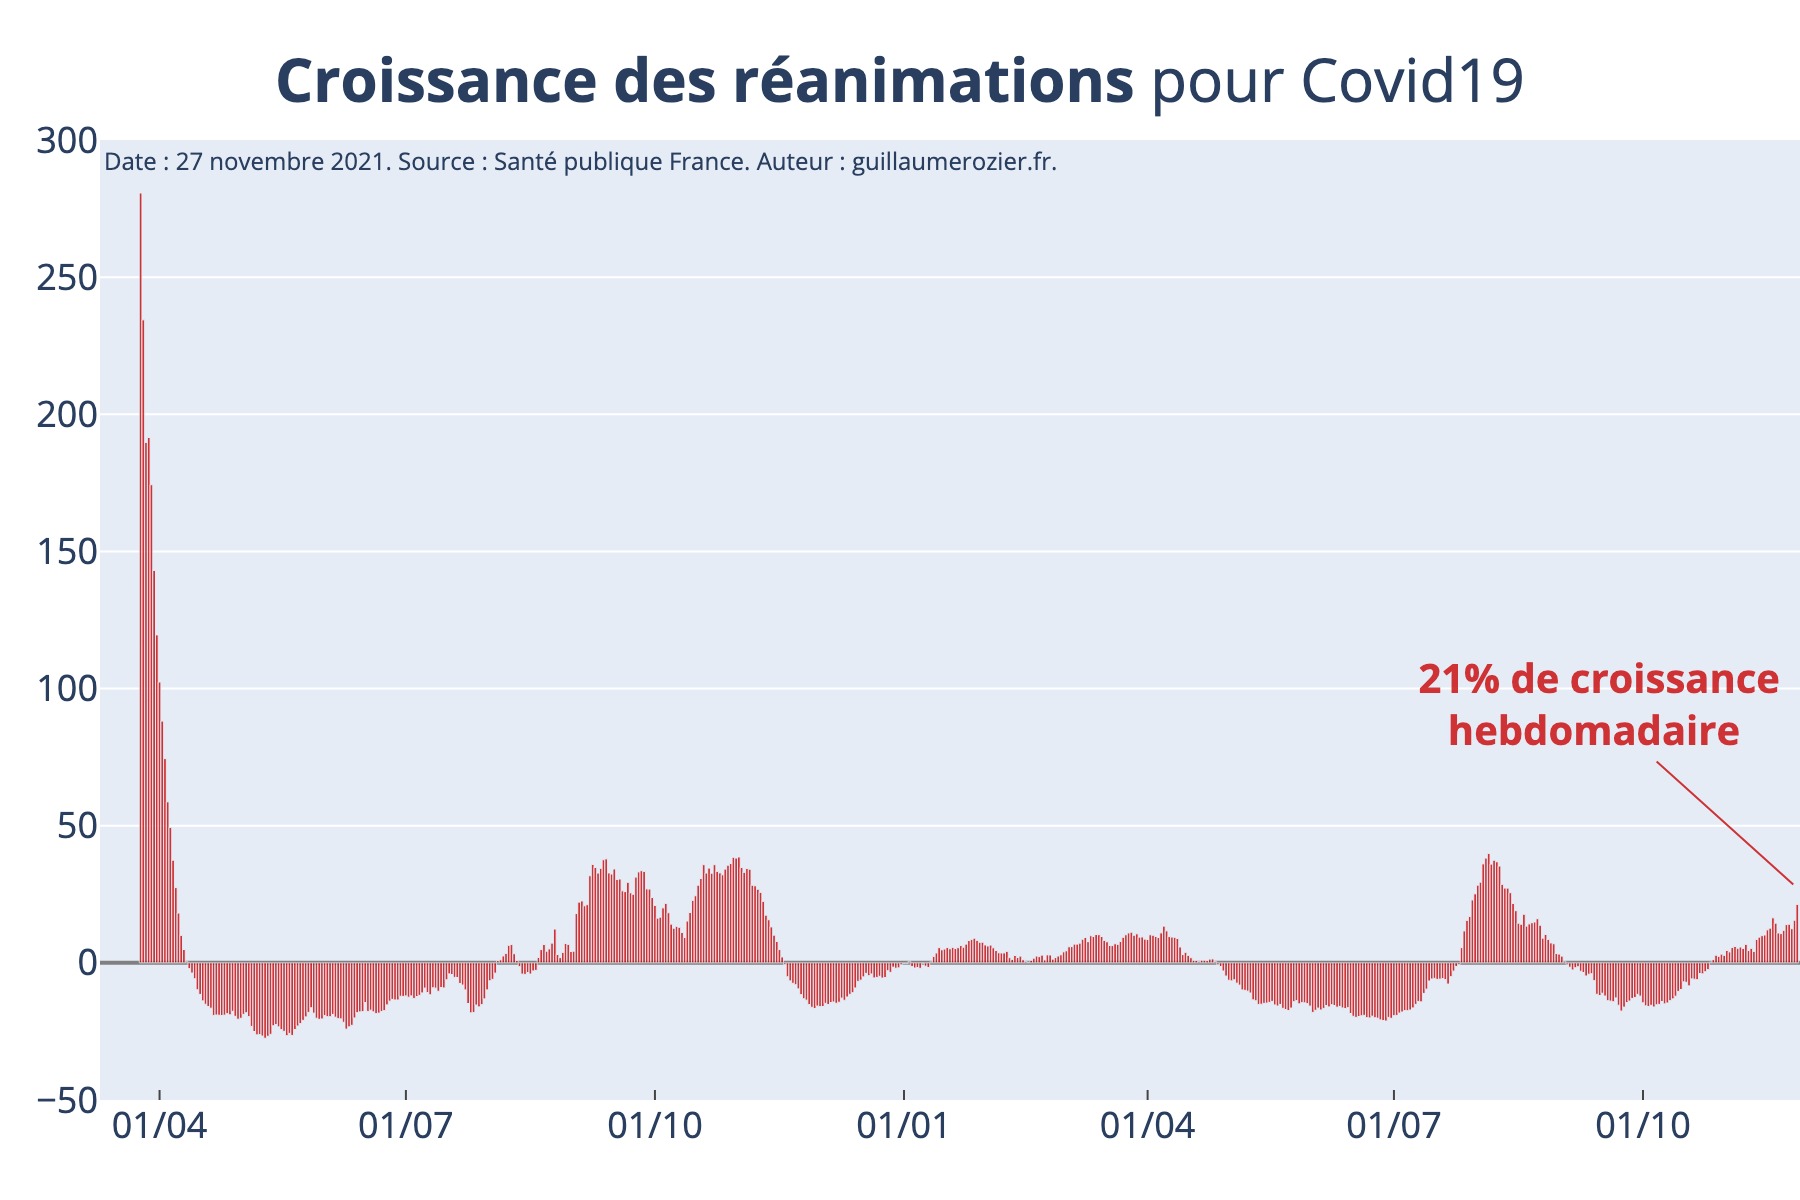 Croissance des réanimations pour Covid19
300
Date : 27 novembre 2021. Source : Santé publique France. Auteur : guillaumerozier.fr.
250
200
150
100
21% de croissance
hebdomadaire
50
0
−50
01/04 01/07 01/10 01/01 01/04 01/07 01/10